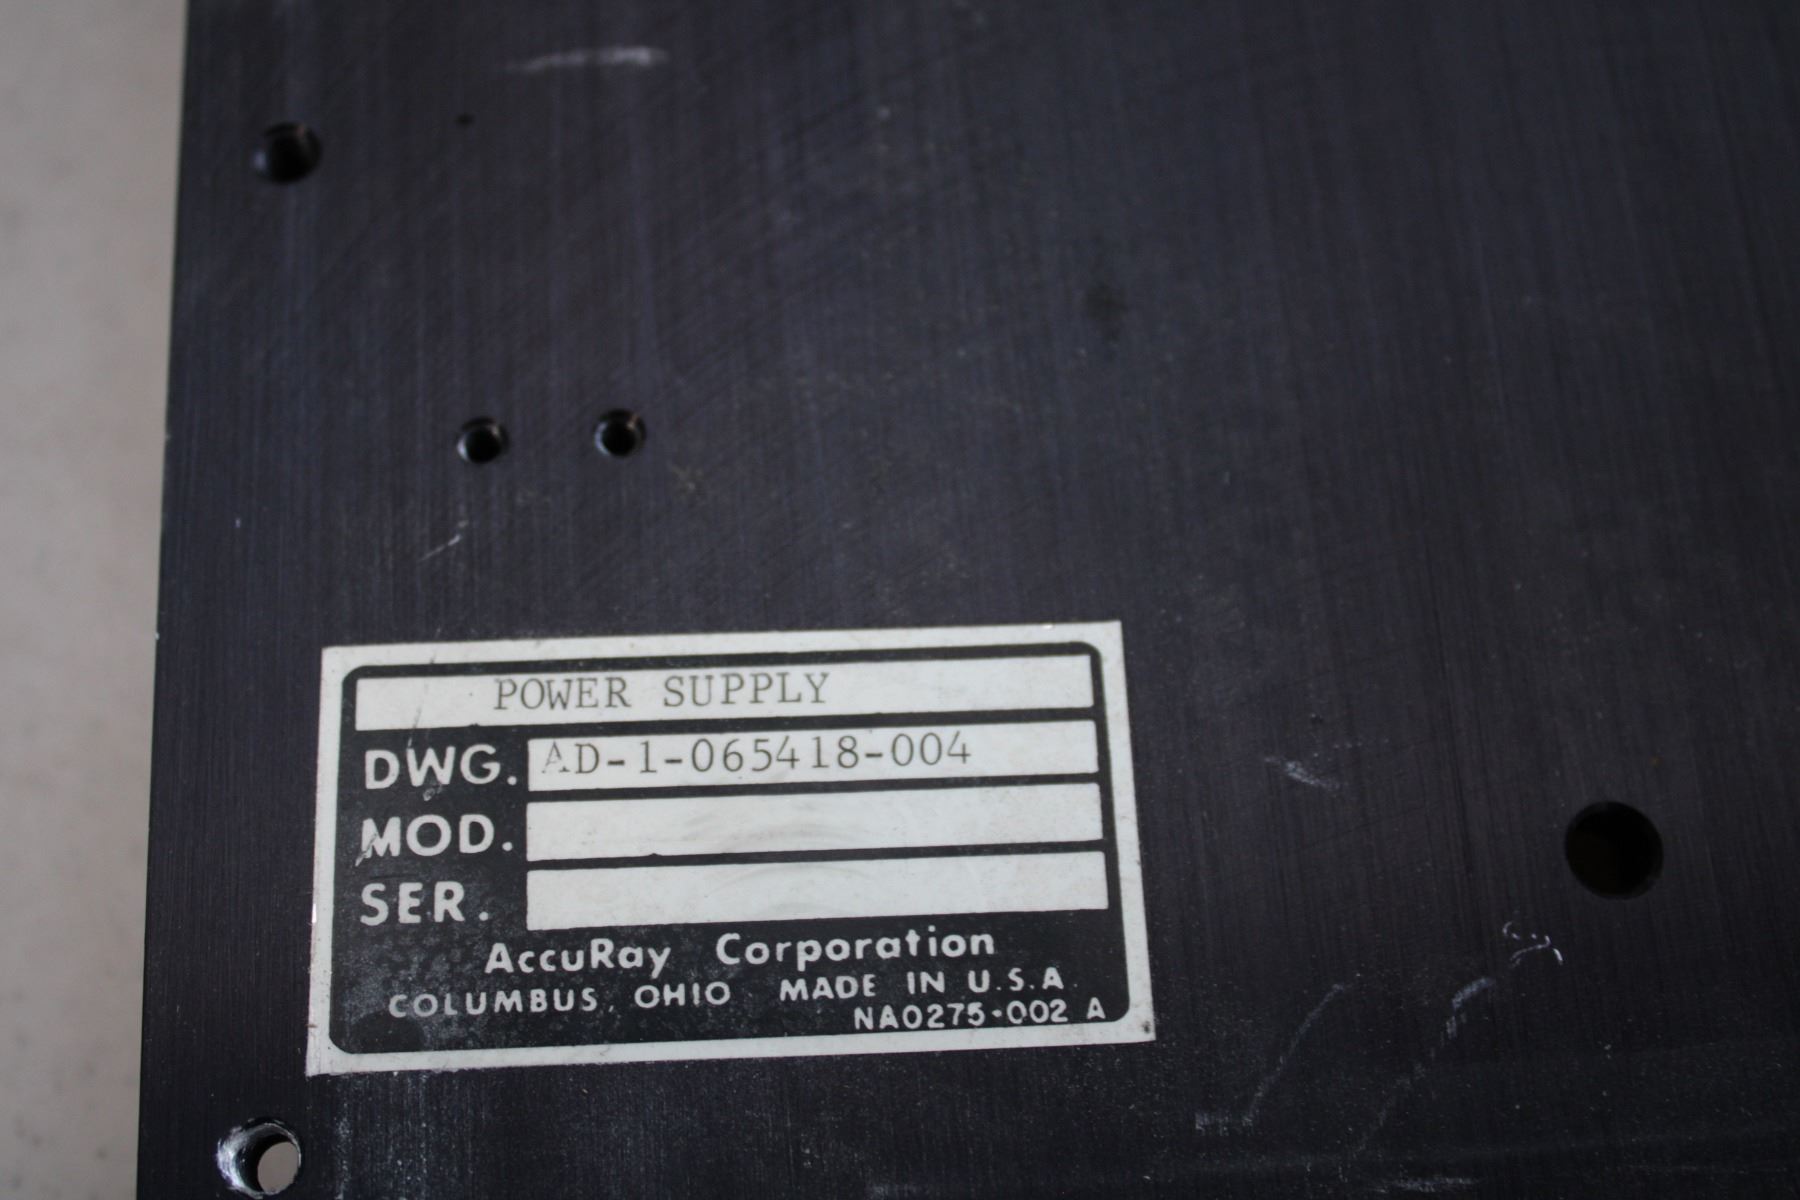 POWER SUPPLY
DWG. AD-1-065418-004
MOD.
SER.
AccuRay Corporation
COLUMBUS, OHIO MADE IN U.S.A.
NA0275-002 A